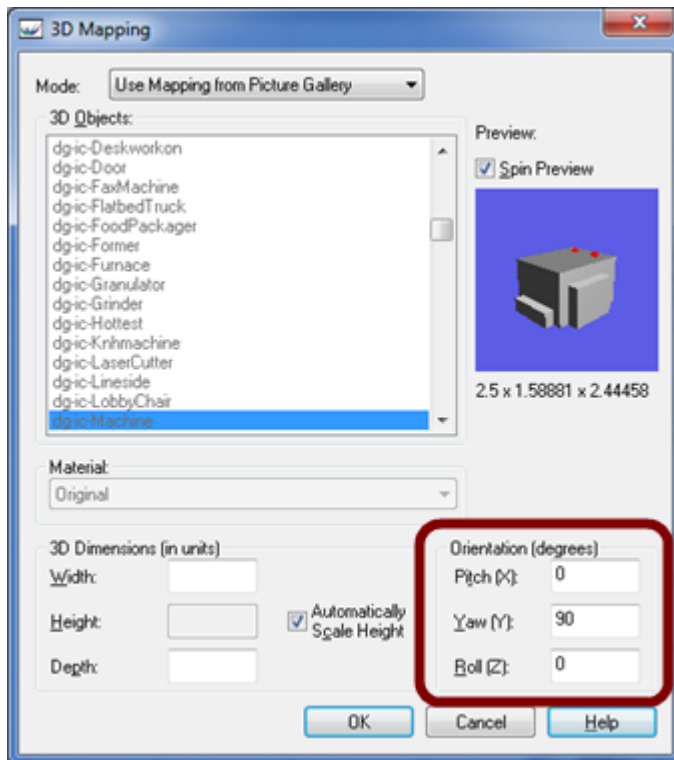 3D Mapping
Mode: Use Mapping from Picture Gallery
3D Objects:
dg-ic-Deskworkon
dg-ic-Door
dg-ic-FaxMachine
dg-ic-FlatbedTruck
dg-ic-FoodPackager
dg-ic-Former
dg-ic-Furnace
dg-ic-Granulator
dg-ic-Grinder
dg-ic-Hottest
dg-ic-Knhmachine
dg-ic-LaserCutter
dg-ic-Lineside
dg-ic-LobbyChair
dg-ic-Machine
Preview:
Spin Preview
2.5 x 1.58881 x 2.44458
Material:
Original
3D Dimensions (in units)
Width:
Height:
Automatically
Scale Height
Depth:
Orientation (degrees)
Pitch (X): 0
Yaw (Y): 90
Roll (Z): 0
OK Cancel Help